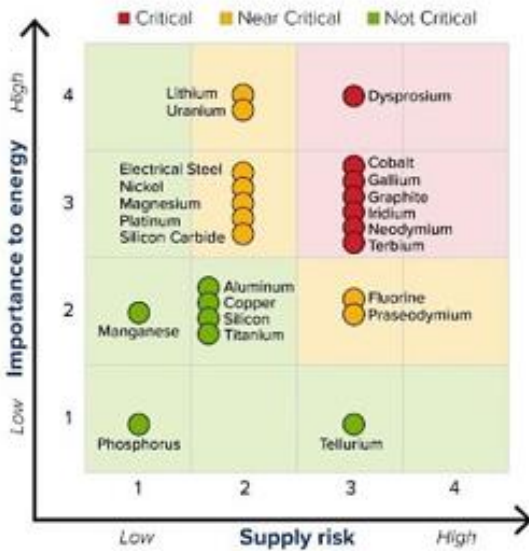 Critical Near Critical Not Critical
High
Importance to energy
Low
4
3
2
1
Lithium
Uranium
Dysprosium
Electrical Steel
Nickel
Magnesium
Platinum
Silicon Carbide
Cobalt
Gallium
Graphite
Iridium
Neodymium
Terbium
Manganese
Aluminum
Copper
Silicon
Titanium
Fluorine
Praseodymium
Phosphorus
Tellurium
1 2 3 4
Low Supply risk High